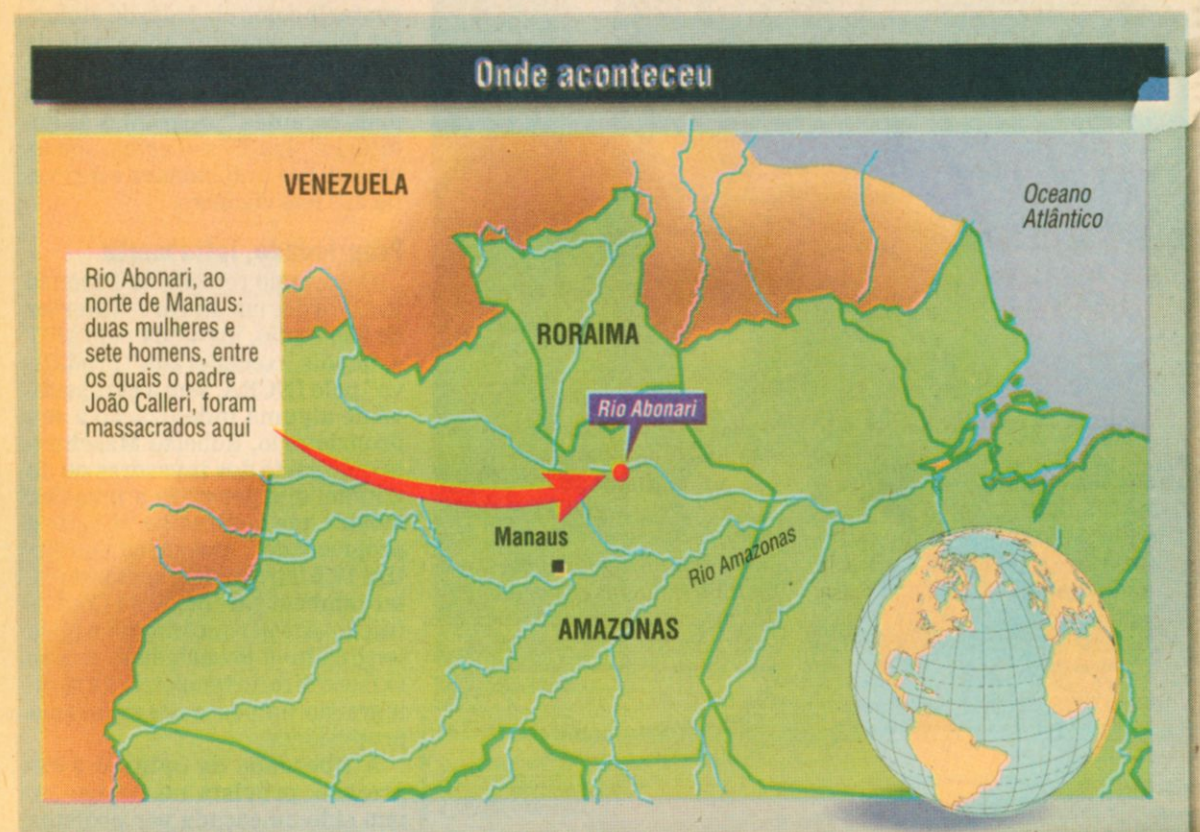 Onde aconteceu
VENEZUELA
Oceano
Atlântico
Rio Abonari, ao
norte de Manaus:
duas mulheres e
sete homens, entre
os quais o padre
João Calleri, foram
massacrados aqui
RORAIMA
Rio Abonari
Manaus
Rio Amazonas
AMAZONAS